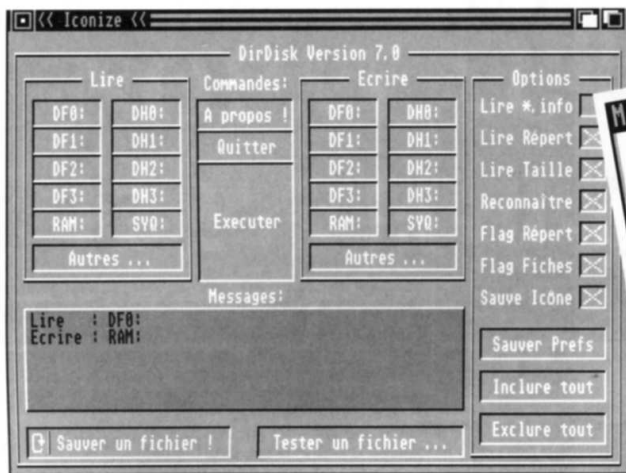 << Iconize <<
DirDisk Version 7.0
Lire
DF0: DH0:
DF1: DH1:
DF2: DH2:
DF3: DH3:
RAM: SYQ:
Autres ...
Commandes:
A propos !
Quitter
Executer
Ecrire
DF0: DH0:
DF1: DH1:
DF2: DH2:
DF3: DH3:
RAM: SYQ:
Autres ...
Options
Lire *.info
Lire Répert
Lire Taille
Reconnaitre
Flag Répert
Flag Fiches
Sauve Icône
Sauver Prefs
Inclure tout
Exclure tout
Messages:
Lire : DF0:
Ecrire : RAM:
Sauver un fichier !
Tester un fichier ...
M